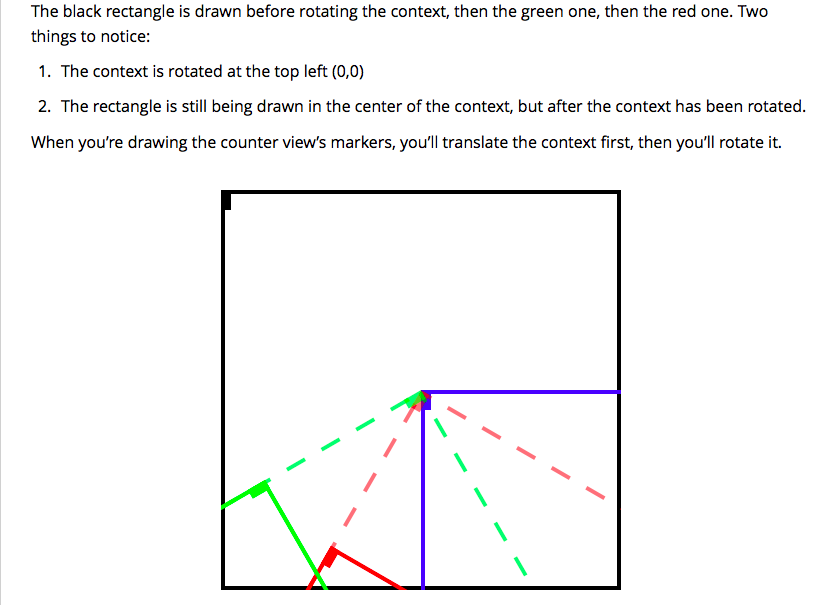 The black rectangle is drawn before rotating the context, then the green one, then the red one. Two
things to notice:
1. The context is rotated at the top left (0,0)
2. The rectangle is still being drawn in the center of the context, but after the context has been rotated.
When you’re drawing the counter view’s markers, you’ll translate the context first, then you’ll rotate it.